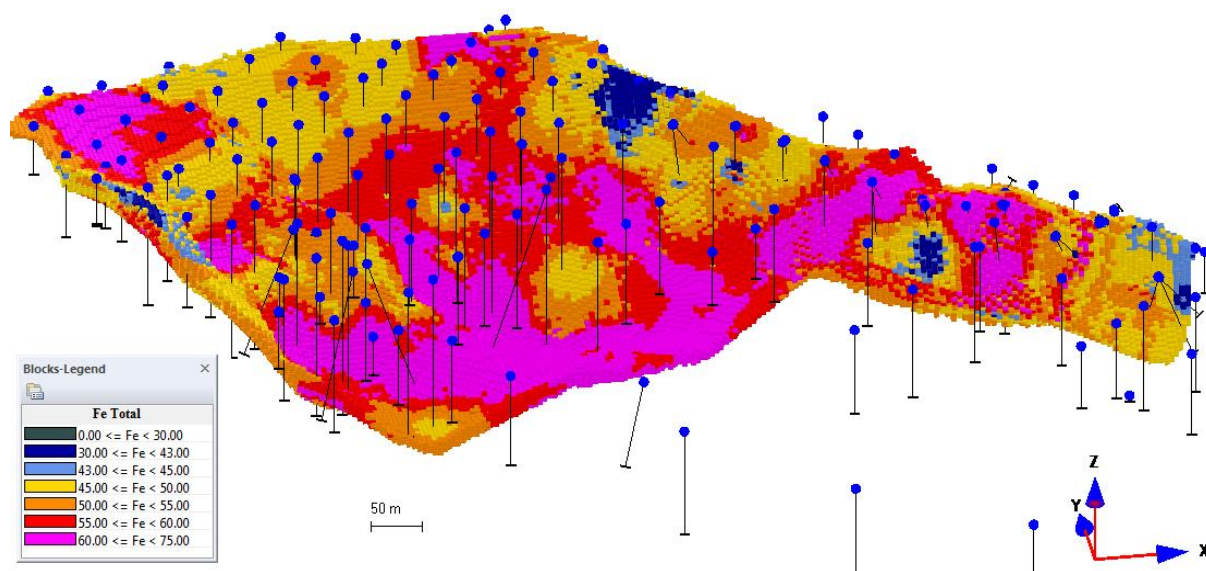 Blocks-Legend
Fe Total
0.00 <= Fe < 30.00
30.00 <= Fe < 43.00
43.00 <= Fe < 45.00
45.00 <= Fe < 50.00
50.00 <= Fe < 55.00
55.00 <= Fe < 60.00
60.00 <= Fe < 75.00
50 m
Z
Y
X